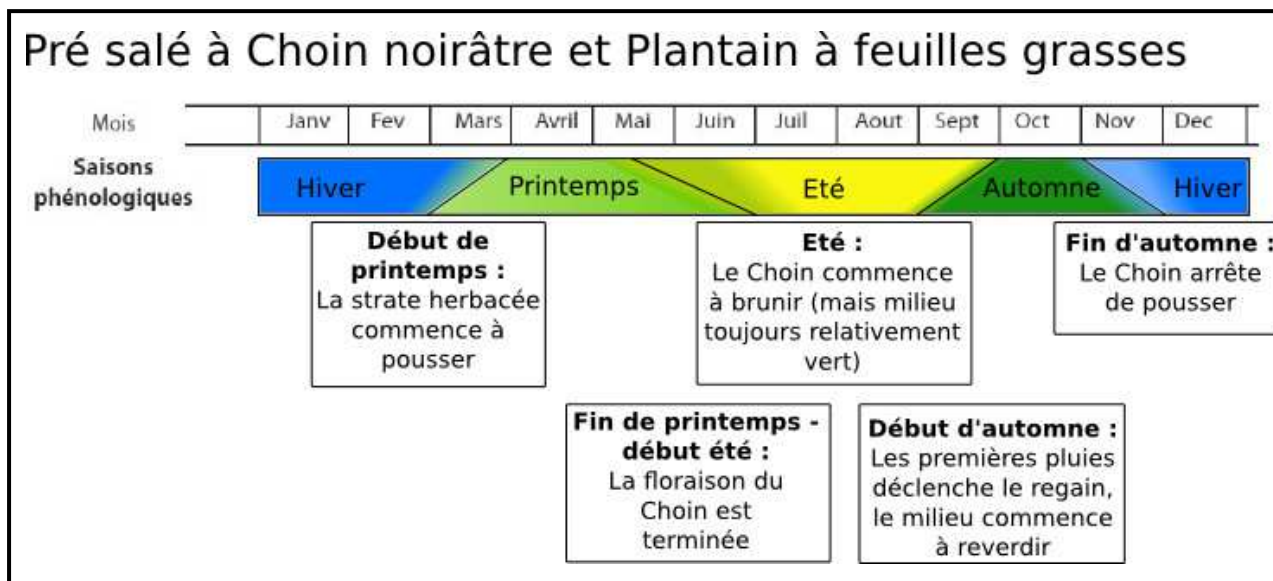 Pré salé à Choin noirâtre et Plantain à feuilles grasses
Mois Janv Fev Mars Avril Mai Juin Juil Aout Sept Oct Nov Dec
Saisons
phénologiques
Hiver Printemps Eté Automne Hiver
Début de
printemps :
La strate herbacée
commence à
pousser
Eté :
Le Choin commence
à brunir (mais milieu
toujours relativement
vert)
Fin d'automne :
Le Choin arrête
de pousser
Fin de printemps -
début été :
La floraison du
Choin est
terminée
Début d'automne :
Les premières pluies
déclenche le regain,
le milieu commence
à reverdir